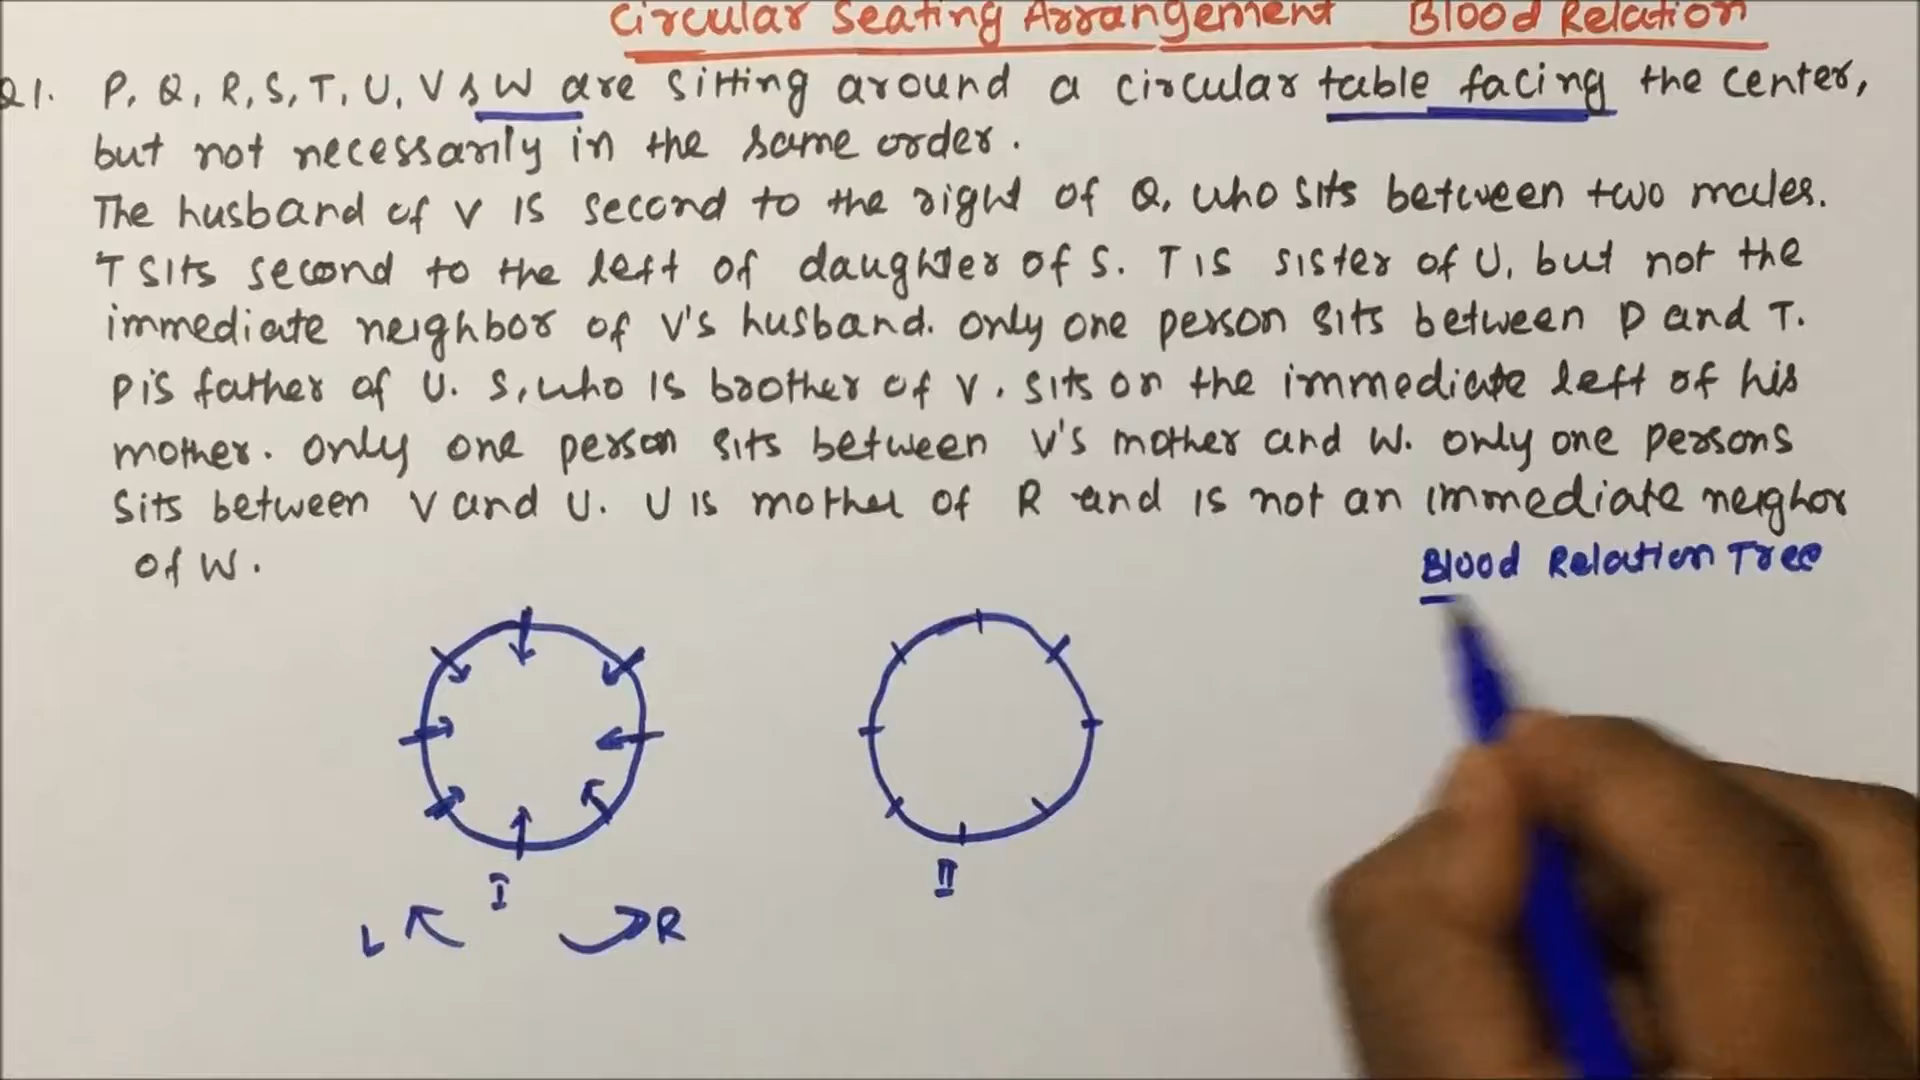 Circular Seating Arrangement Blood Relation
Q1. P, Q, R, S, T, U, V & W are sitting around a circular table facing the center,
but not necessarily in the same order.
The husband of V is second to the right of Q, who sits between two males.
T sits second to the left of daughter of S. T is sister of U, but not the
immediate neighbor of V's husband. Only one person sits between P and T.
P is father of U. S, who is brother of V, sits on the immediate left of his
mother. Only one person sits between V's mother and W. Only one persons
sits between V and U. U is mother of R and is not an immediate neighor
of W.
Blood Relation Tree
I
II
L R